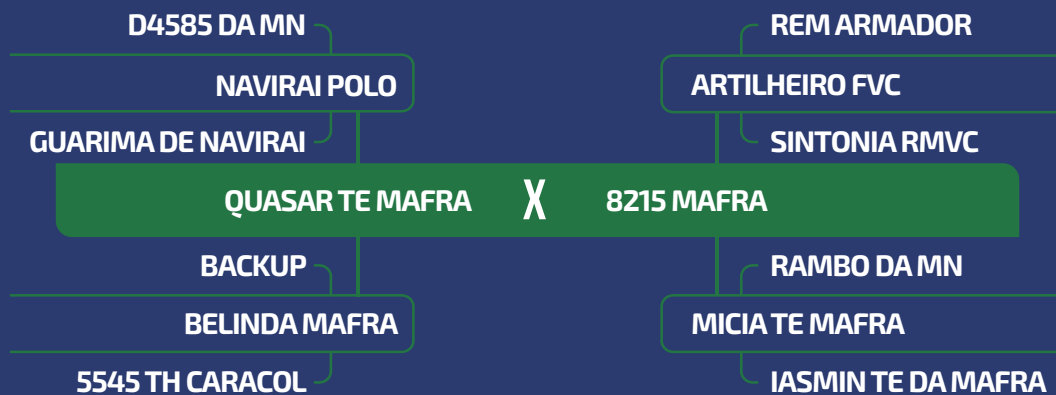 D4585 DA MN
REM ARMADOR
NAVIRAI POLO
ARTILHEIRO FVC
GUARIMA DE NAVIRAI
SINTONIA RMVC
QUASAR TE MAFRA X 8215 MAFRA
BACKUP
RAMBO DA MN
BELINDA MAFRA
MICIA TE MAFRA
5545 TH CARACOL
IASMIN TE DA MAFRA